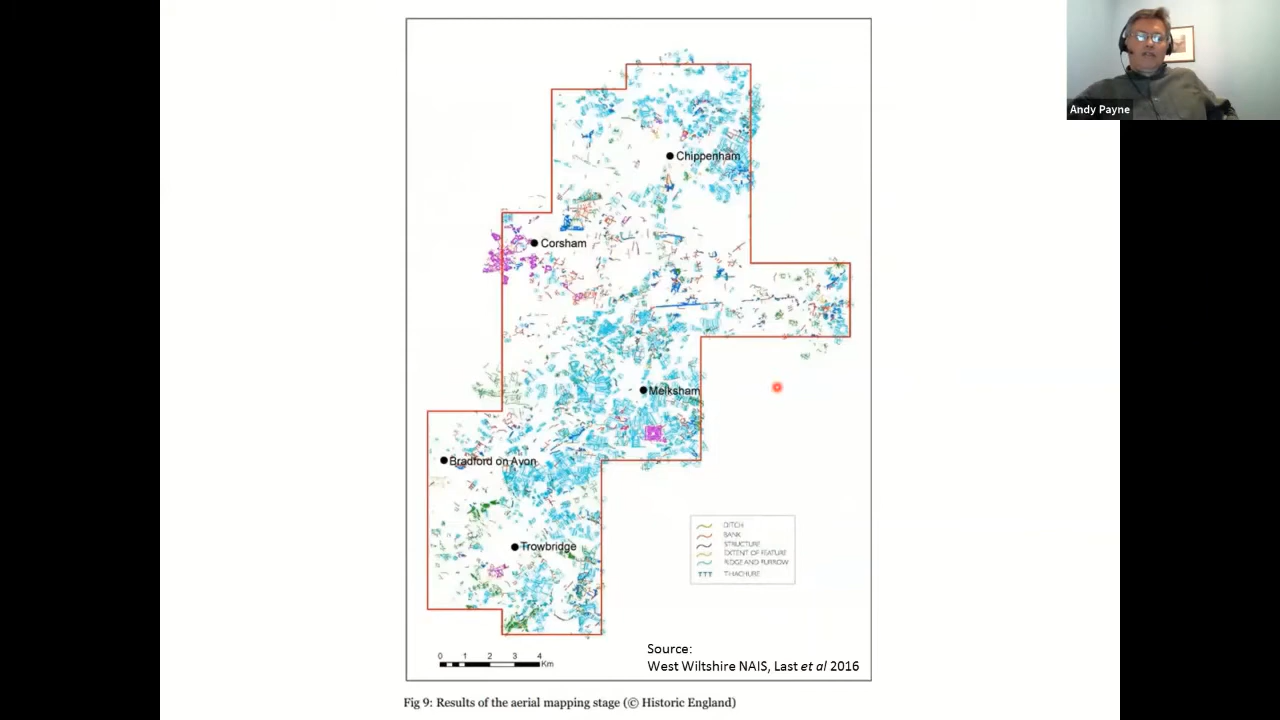 Andy Payne
Chippenham
Corsham
Melksham
Bradford on Avon
Trowbridge
DITCH
BANK
STRUCTURE
EXTENT OF FEATURE
RIDGE AND FURROW
THACHURE
0 1 2 3 4
Km
Source:
West Wiltshire NAIS, Last et al 2016
Fig 9: Results of the aerial mapping stage (© Historic England)